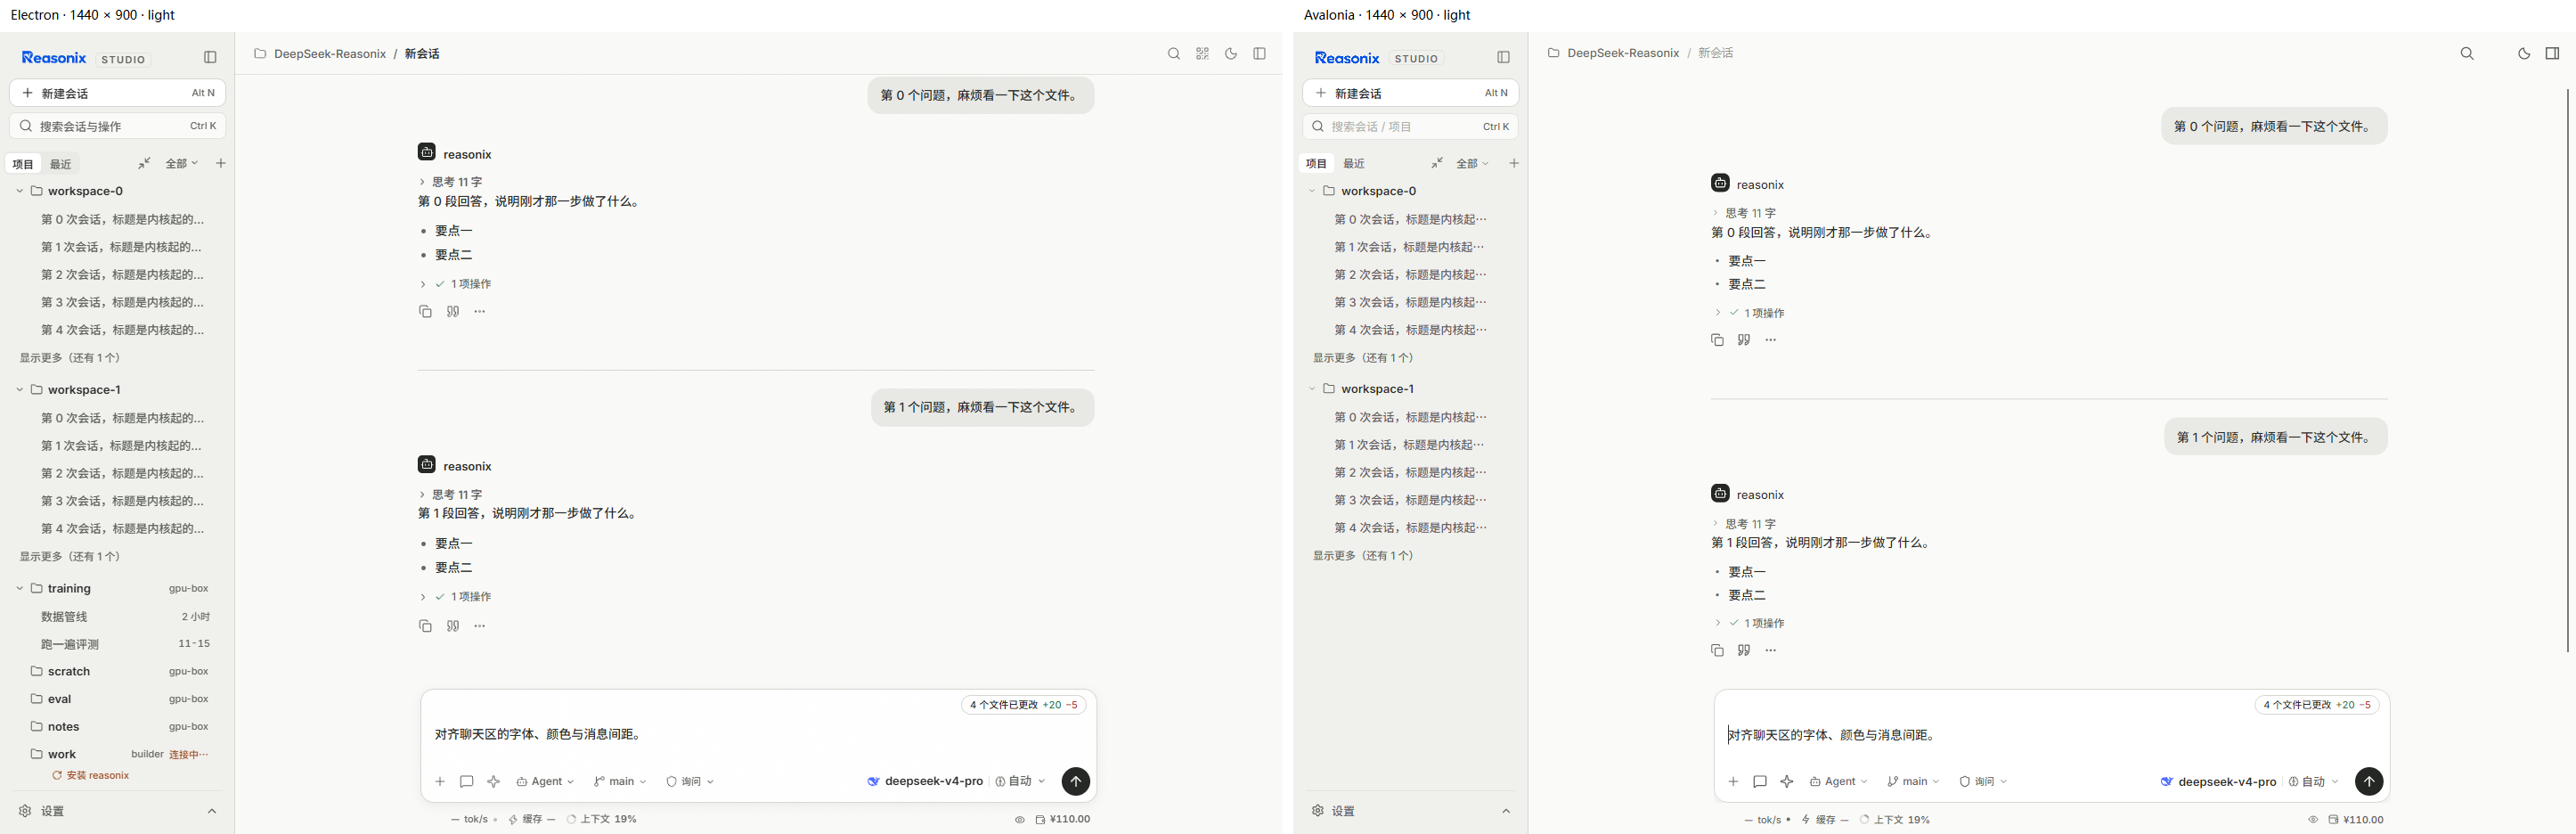 Electron · 1440 × 900 · light
Reasonix STUDIO
新建会话 Alt N
搜索会话与操作 Ctrl K
项目 最近 全部
workspace-0
第 0 次会话，标题是内核起的...
第 1 次会话，标题是内核起的...
第 2 次会话，标题是内核起的...
第 3 次会话，标题是内核起的...
第 4 次会话，标题是内核起的...
显示更多（还有 1 个）
workspace-1
第 0 次会话，标题是内核起的...
第 1 次会话，标题是内核起的...
第 2 次会话，标题是内核起的...
第 3 次会话，标题是内核起的...
第 4 次会话，标题是内核起的...
显示更多（还有 1 个）
training gpu-box
数据管线 2 小时
跑一遍评测 11-15
scratch gpu-box
eval gpu-box
notes gpu-box
work builder 连接中…
安装 reasonix
设置
DeepSeek-Reasonix / 新会话
第 0 个问题，麻烦看一下这个文件。
reasonix
思考 11 字
第 0 段回答，说明刚才那一步做了什么。
• 要点一
• 要点二
1 项操作
第 1 个问题，麻烦看一下这个文件。
reasonix
思考 11 字
第 1 段回答，说明刚才那一步做了什么。
• 要点一
• 要点二
1 项操作
4 个文件已更改 +20 −5
对齐聊天区的字体、颜色与消息间距。
Agent main 询问 deepseek-v4-pro 自动
— tok/s • 缓存 — 上下文 19% ¥110.00
Avalonia · 1440 × 900 · light
Reasonix STUDIO
新建会话 Alt N
搜索会话 / 项目 Ctrl K
项目 最近 全部
workspace-0
第 0 次会话，标题是内核起…
第 1 次会话，标题是内核起…
第 2 次会话，标题是内核起…
第 3 次会话，标题是内核起…
第 4 次会话，标题是内核起…
显示更多（还有 1 个）
workspace-1
第 0 次会话，标题是内核起…
第 1 次会话，标题是内核起…
第 2 次会话，标题是内核起…
第 3 次会话，标题是内核起…
第 4 次会话，标题是内核起…
显示更多（还有 1 个）
设置
DeepSeek-Reasonix / 新会话
第 0 个问题，麻烦看一下这个文件。
reasonix
思考 11 字
第 0 段回答，说明刚才那一步做了什么。
• 要点一
• 要点二
1 项操作
第 1 个问题，麻烦看一下这个文件。
reasonix
思考 11 字
第 1 段回答，说明刚才那一步做了什么。
• 要点一
• 要点二
1 项操作
4 个文件已更改 +20 −5
对齐聊天区的字体、颜色与消息间距。
Agent main 询问 deepseek-v4-pro 自动
— tok/s • 缓存 — 上下文 19% ¥110.00